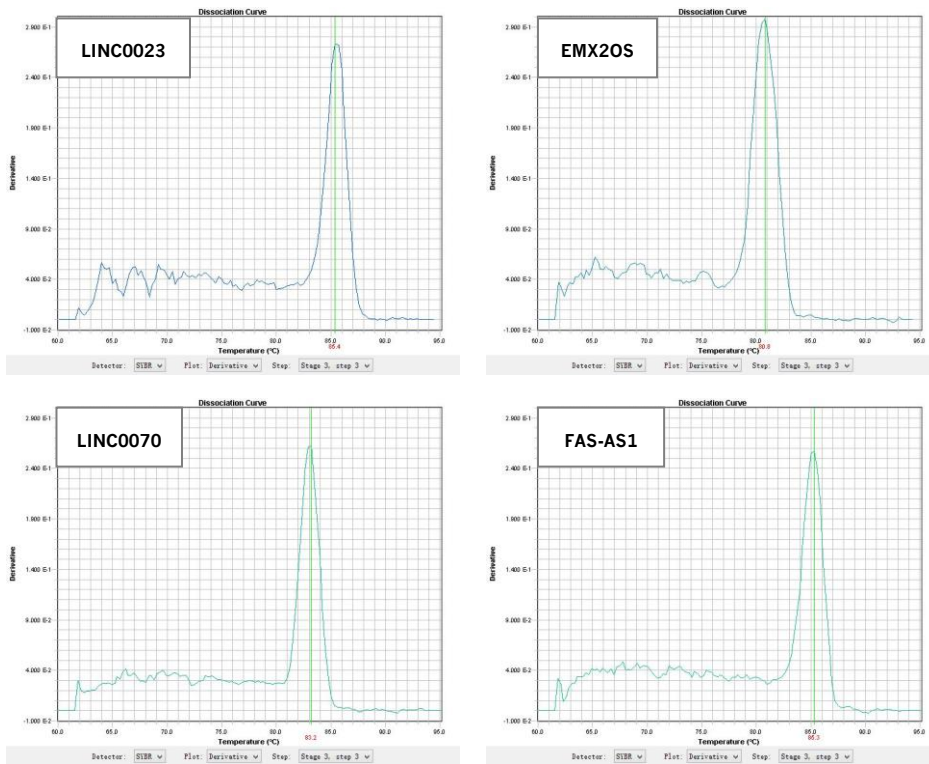 Dissociation Curve
LINC0023
2.900 E-1
2.400 E-1
1.900 E-1
1.400 E-1
9.000 E-2
4.000 E-2
-1.000 E-2
Derivative
60.0 65.0 70.0 75.0 80.0 85.0 90.0 95.0
Temperature (°C)
85.4
Detector: SYBR Plot: Derivative Step: Stage 3, step 3
Dissociation Curve
EMX2OS
2.900 E-1
2.400 E-1
1.900 E-1
1.400 E-1
9.000 E-2
4.000 E-2
-1.000 E-2
Derivative
60.0 65.0 70.0 75.0 80.0 85.0 90.0 95.0
Temperature (°C)
80.8
Detector: SYBR Plot: Derivative Step: Stage 3, step 3
Dissociation Curve
LINC0070
2.900 E-1
2.400 E-1
1.900 E-1
1.400 E-1
9.000 E-2
4.000 E-2
-1.000 E-2
Derivative
60.0 65.0 70.0 75.0 80.0 85.0 90.0 95.0
Temperature (°C)
83.2
Detector: SYBR Plot: Derivative Step: Stage 3, step 3
Dissociation Curve
FAS-AS1
2.900 E-1
2.400 E-1
1.900 E-1
1.400 E-1
9.000 E-2
4.000 E-2
-1.000 E-2
Derivative
60.0 65.0 70.0 75.0 80.0 85.0 90.0 95.0
Temperature (°C)
85.3
Detector: SYBR Plot: Derivative Step: Stage 3, step 3